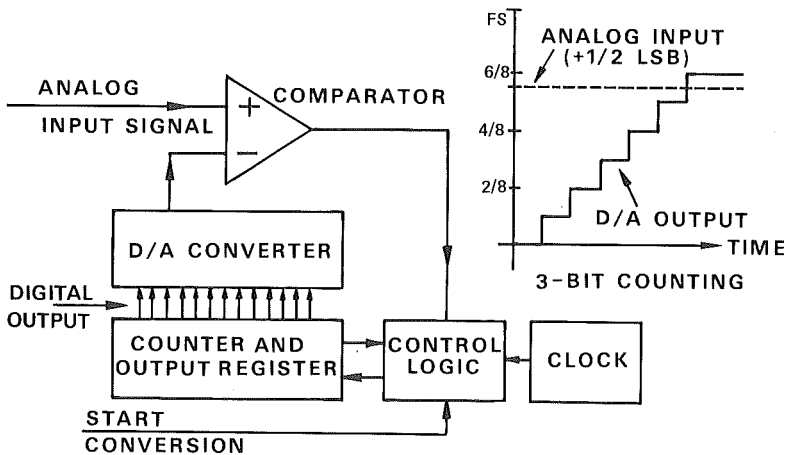 FS
ANALOG INPUT
(+1/2 LSB)
6/8
4/8
2/8
D/A OUTPUT
TIME
3-BIT COUNTING
ANALOG
INPUT SIGNAL
+
−
COMPARATOR
D/A CONVERTER
DIGITAL
OUTPUT
COUNTER AND
OUTPUT REGISTER
CONTROL
LOGIC
CLOCK
START
CONVERSION